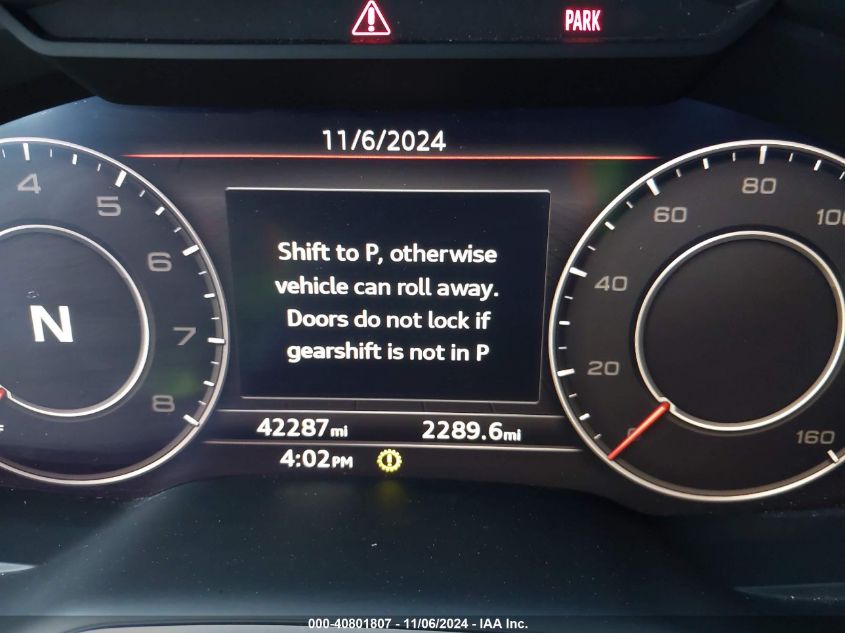 PARK
11/6/2024
4
5
6
7
8
N
Shift to P, otherwise
vehicle can roll away.
Doors do not lock if
gearshift is not in P
20
40
60
80
160
42287mi 2289.6mi
4:02PM
000-40801807 - 11/06/2024 - IAA Inc.